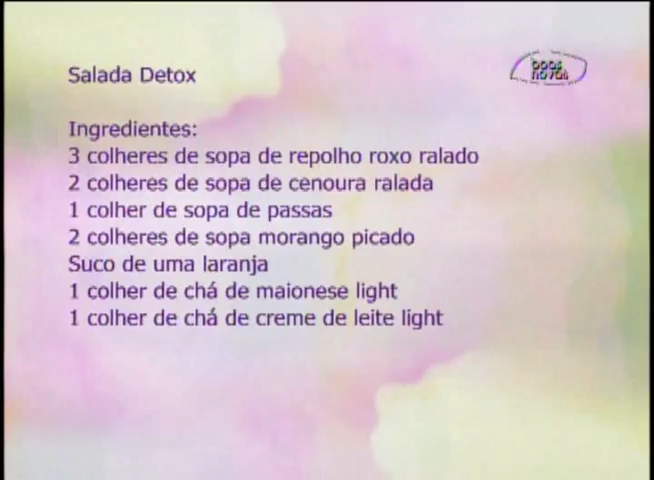 Salada Detox
boas
novas
Ingredientes:
3 colheres de sopa de repolho roxo ralado
2 colheres de sopa de cenoura ralada
1 colher de sopa de passas
2 colheres de sopa morango picado
Suco de uma laranja
1 colher de chá de maionese light
1 colher de chá de creme de leite light